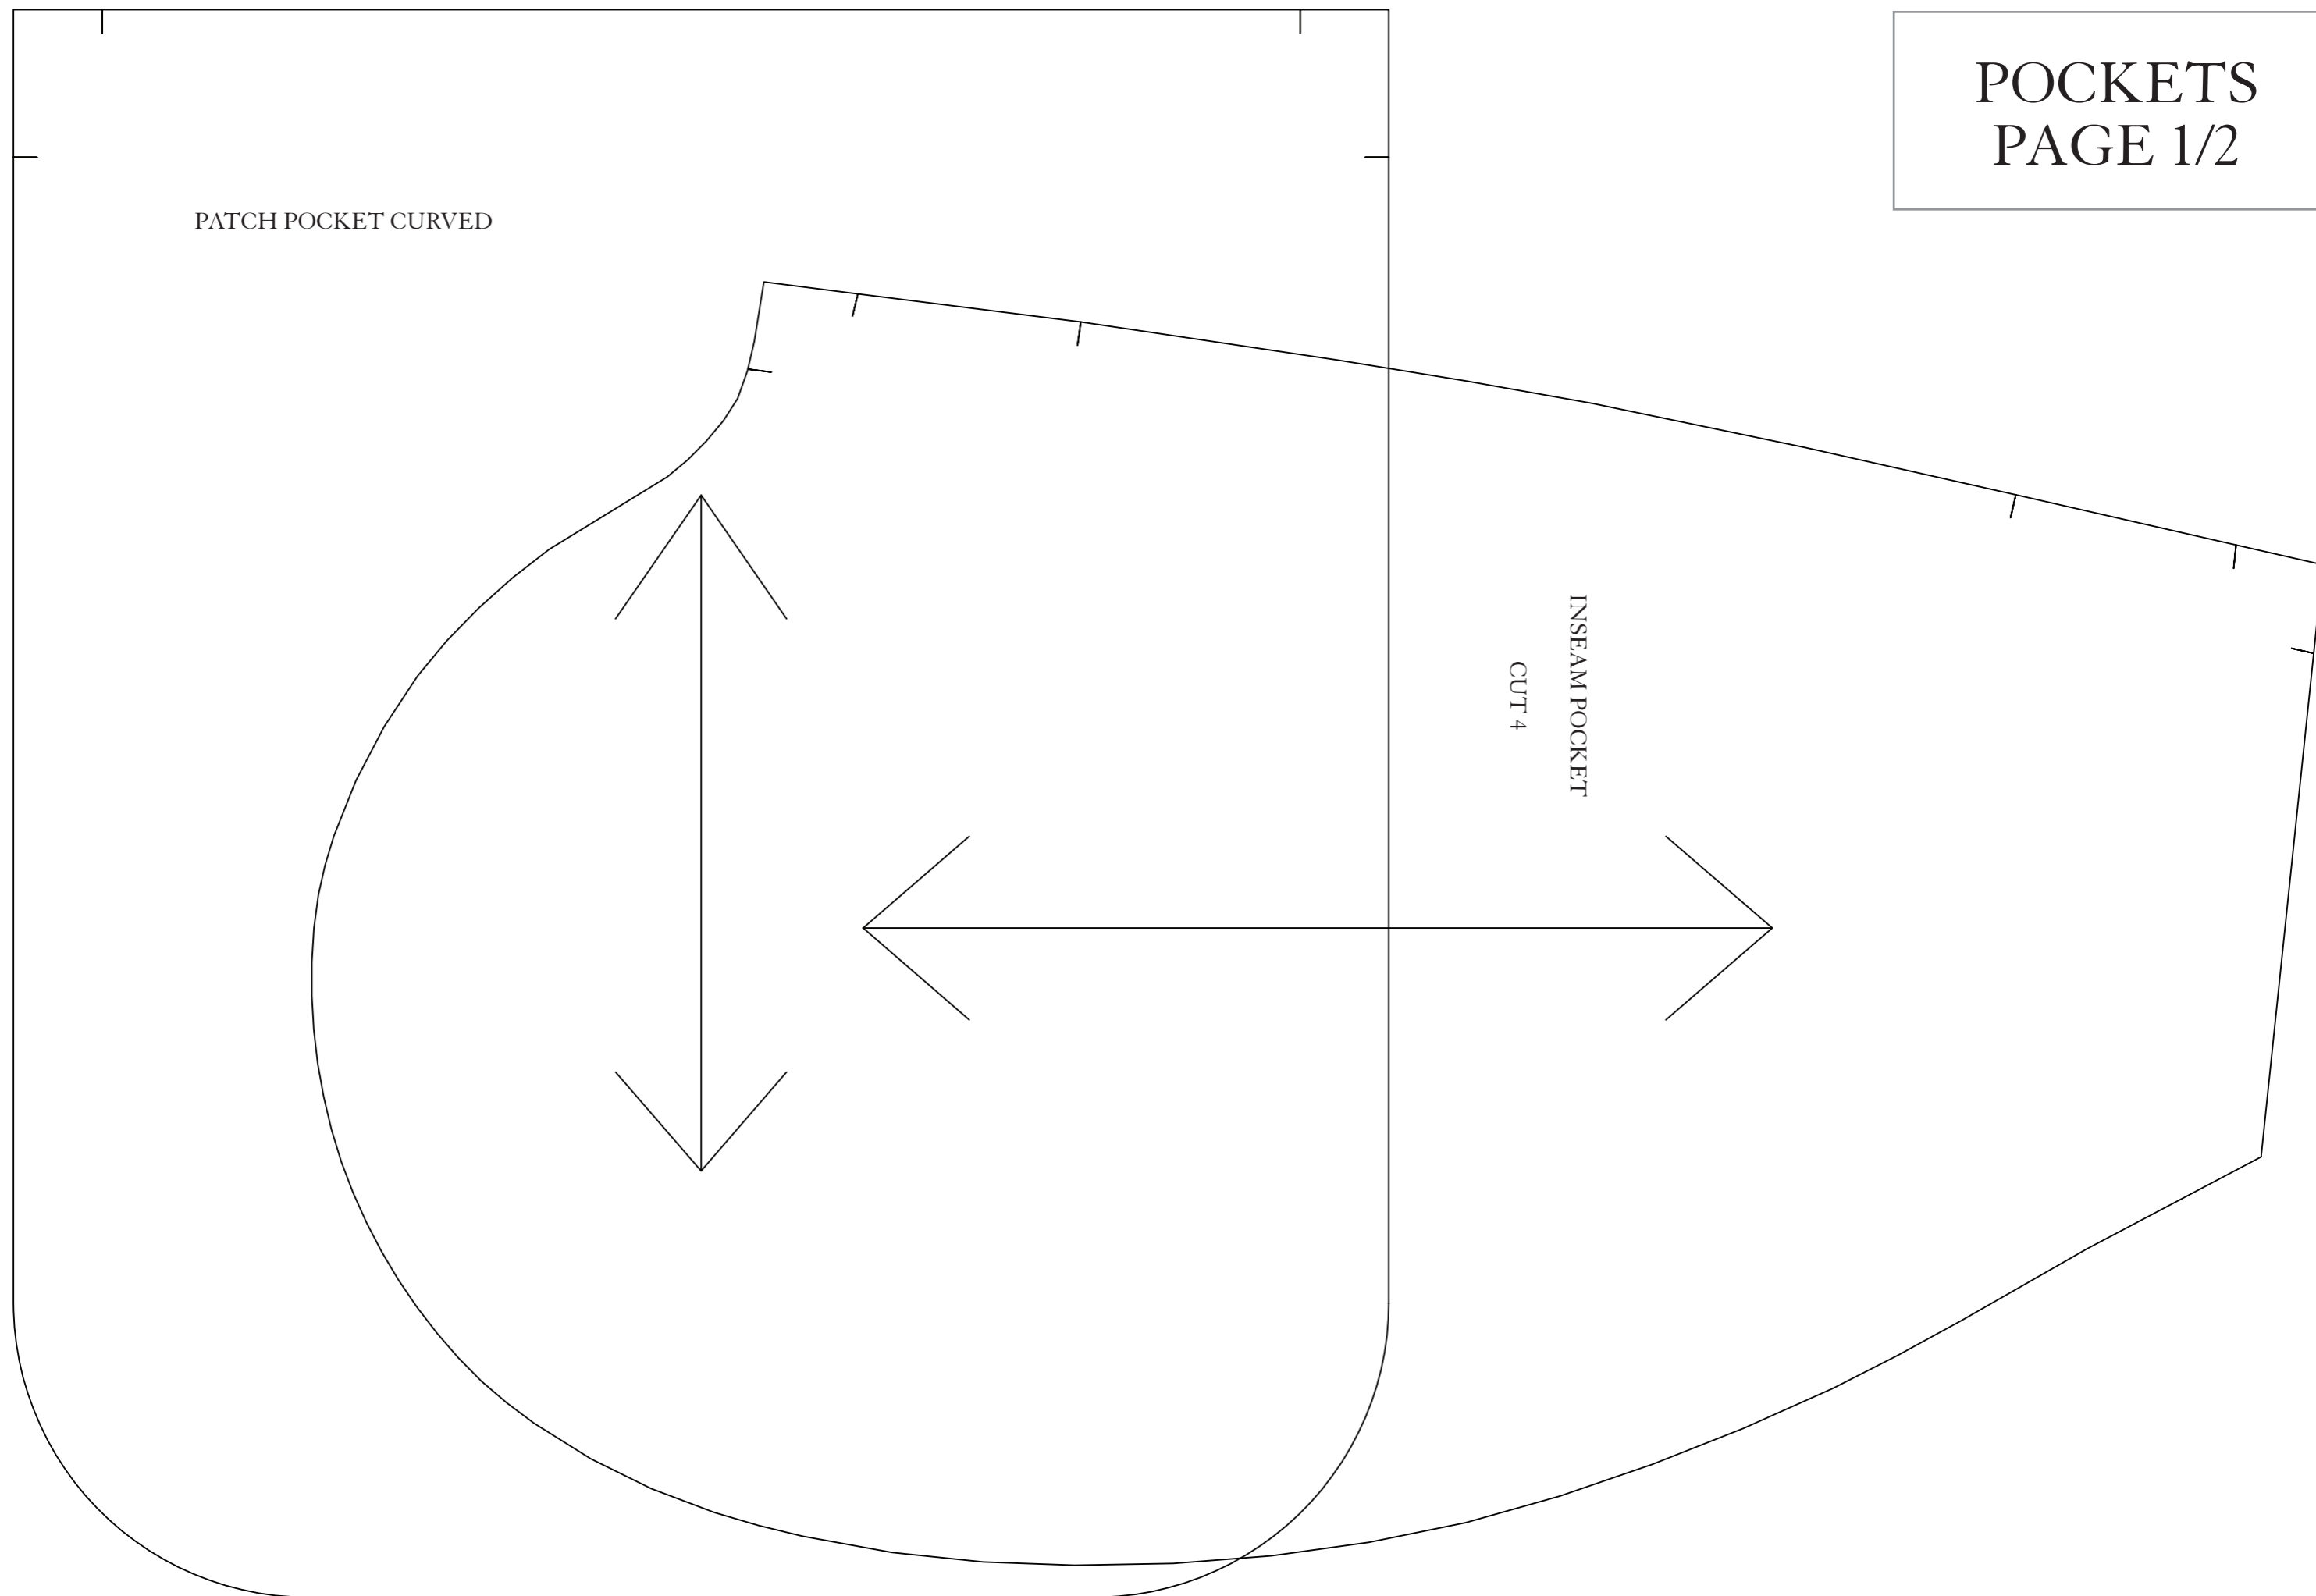 POCKETS
PAGE 1/2
PATCH POCKET CURVED
INSEAM POCKET
CUT 4